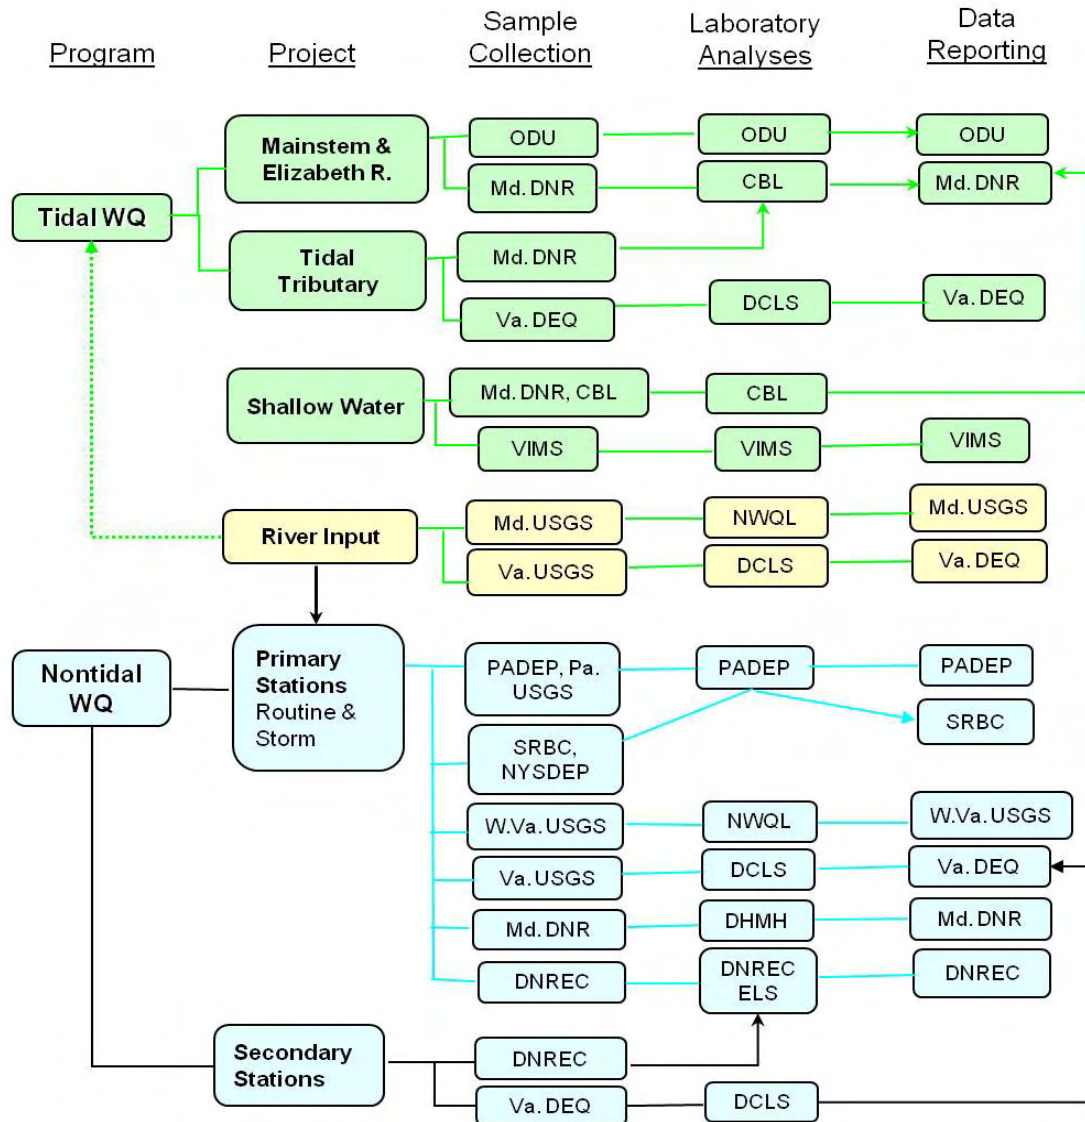 Program
Project
Sample
Collection
Laboratory
Analyses
Data
Reporting
Mainstem &
Elizabeth R.
ODU
ODU
ODU
Md. DNR
CBL
Md. DNR
Tidal WQ
Tidal
Tributary
Md. DNR
Va. DEQ
DCLS
Va. DEQ
Shallow Water
Md. DNR, CBL
CBL
VIMS
VIMS
VIMS
River Input
Md. USGS
NWQL
Md. USGS
Va. USGS
DCLS
Va. DEQ
Nontidal
WQ
Primary
Stations
Routine &
Storm
PADEP, Pa.
USGS
PADEP
PADEP
SRBC,
NYSDEP
SRBC
W.Va. USGS
NWQL
W.Va. USGS
Va. USGS
DCLS
Va. DEQ
Md. DNR
DHMH
Md. DNR
DNREC
DNREC
ELS
DNREC
Secondary
Stations
DNREC
Va. DEQ
DCLS